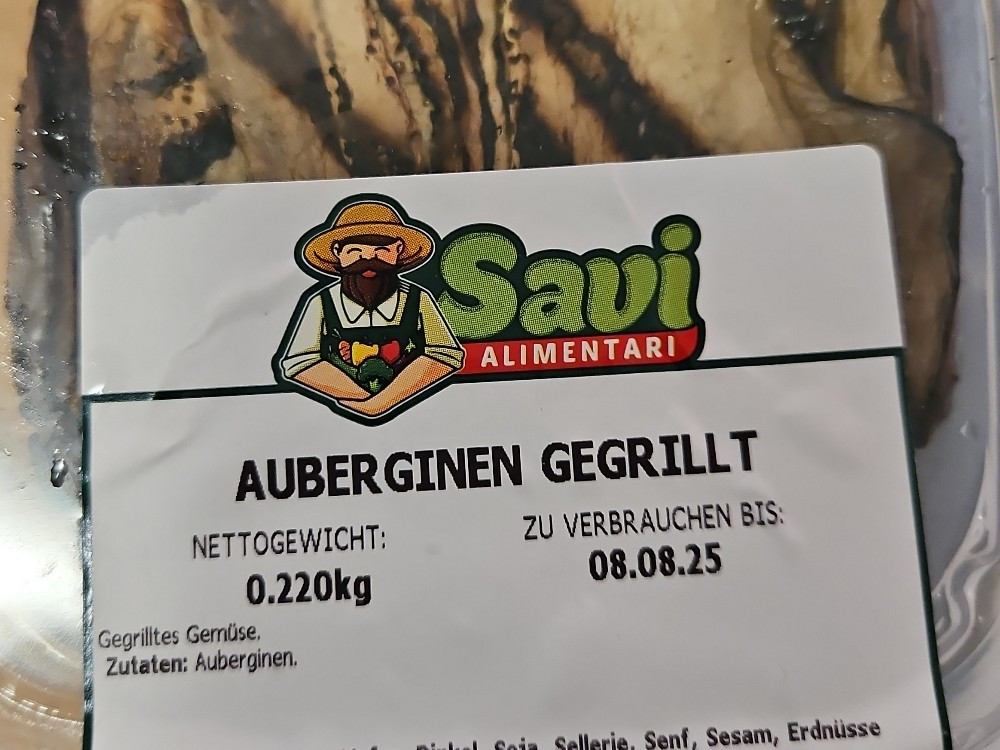 Savi
ALIMENTARI
AUBERGINEN GEGRILLT
NETTOGEWICHT:
0.220kg
ZU VERBRAUCHEN BIS:
08.08.25
Gegrilltes Gemüse.
Zutaten: Auberginen.
Soja, Sellerie, Senf, Sesam, Erdnüsse